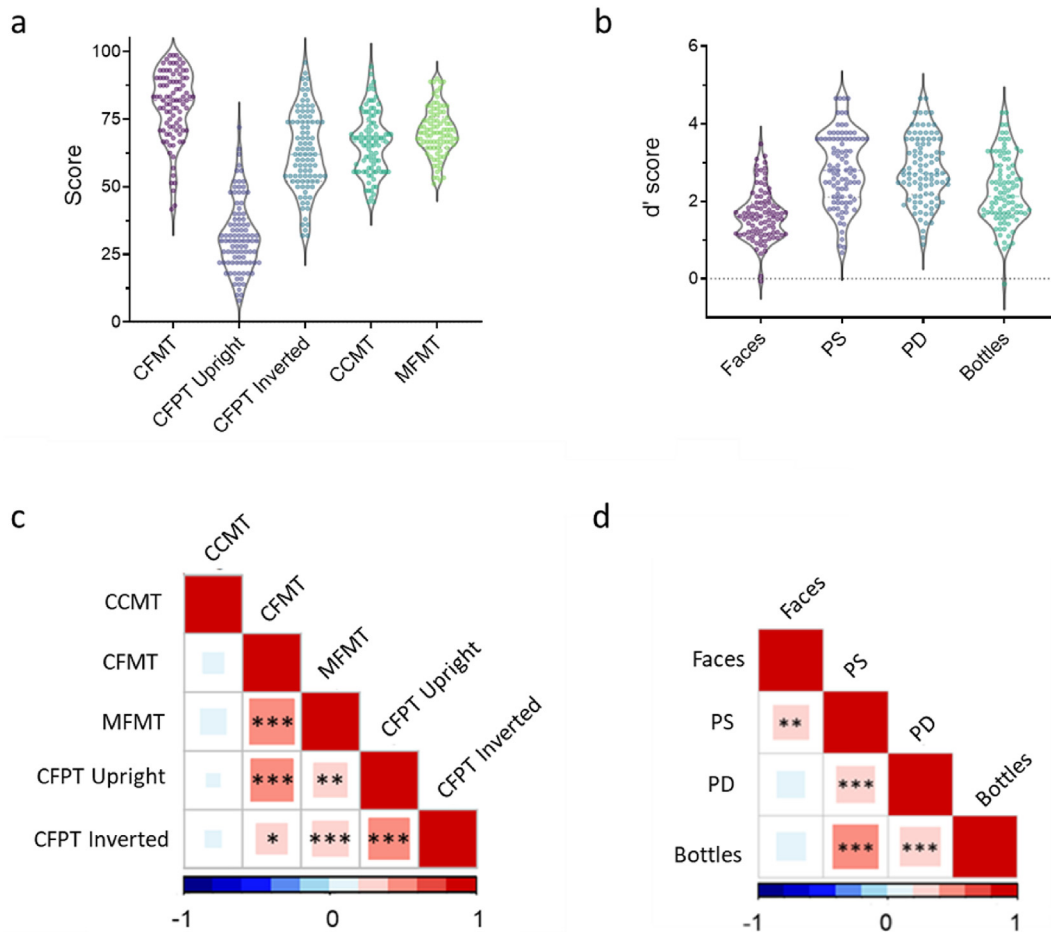 a
100
75
50
25
0
Score
CFMT
CFPT Upright
CFPT Inverted
CCMT
MFMT
b
6
4
2
0
d' score
Faces
PS
PD
Bottles
c
CCMT
CFMT
MFMT
CFPT Upright
CFPT Inverted
CCMT
CFMT
MFMT
***
CFPT Upright
*** **
CFPT Inverted
* *** ***
-1 0 1
d
Faces
PS
PD
Bottles
Faces
PS
**
PD
***
Bottles
*** ***
-1 0 1